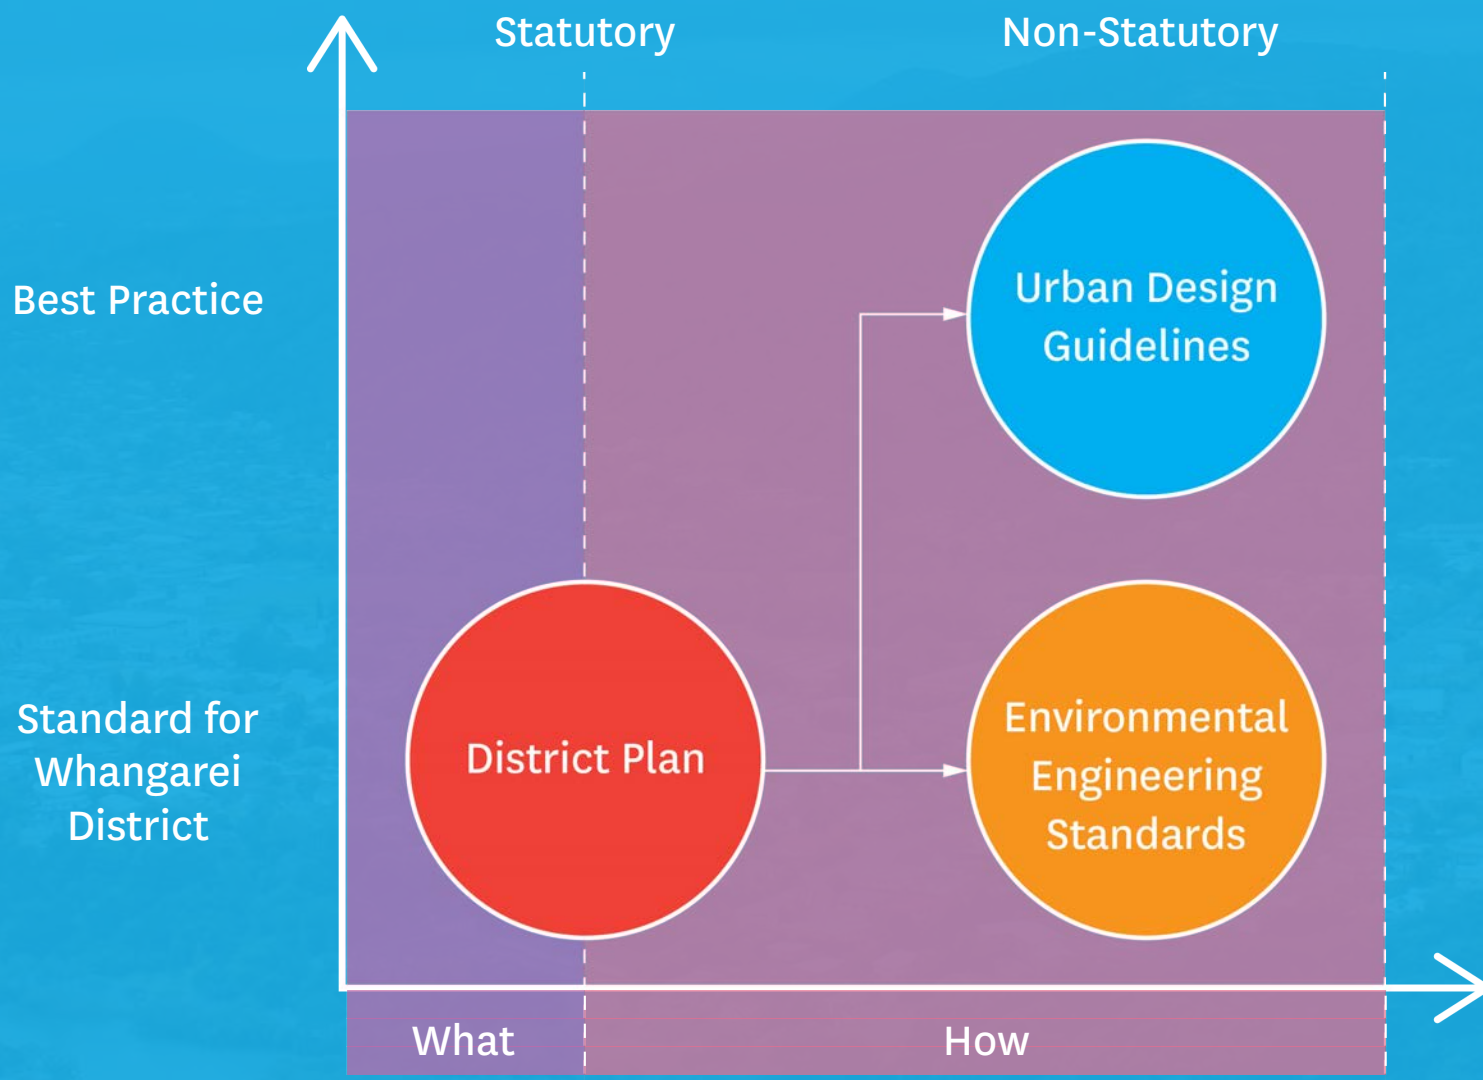 Statutory
Non-Statutory
Best Practice
Urban Design
Guidelines
Standard for
Whangarei
District
District Plan
Environmental
Engineering
Standards
What
How